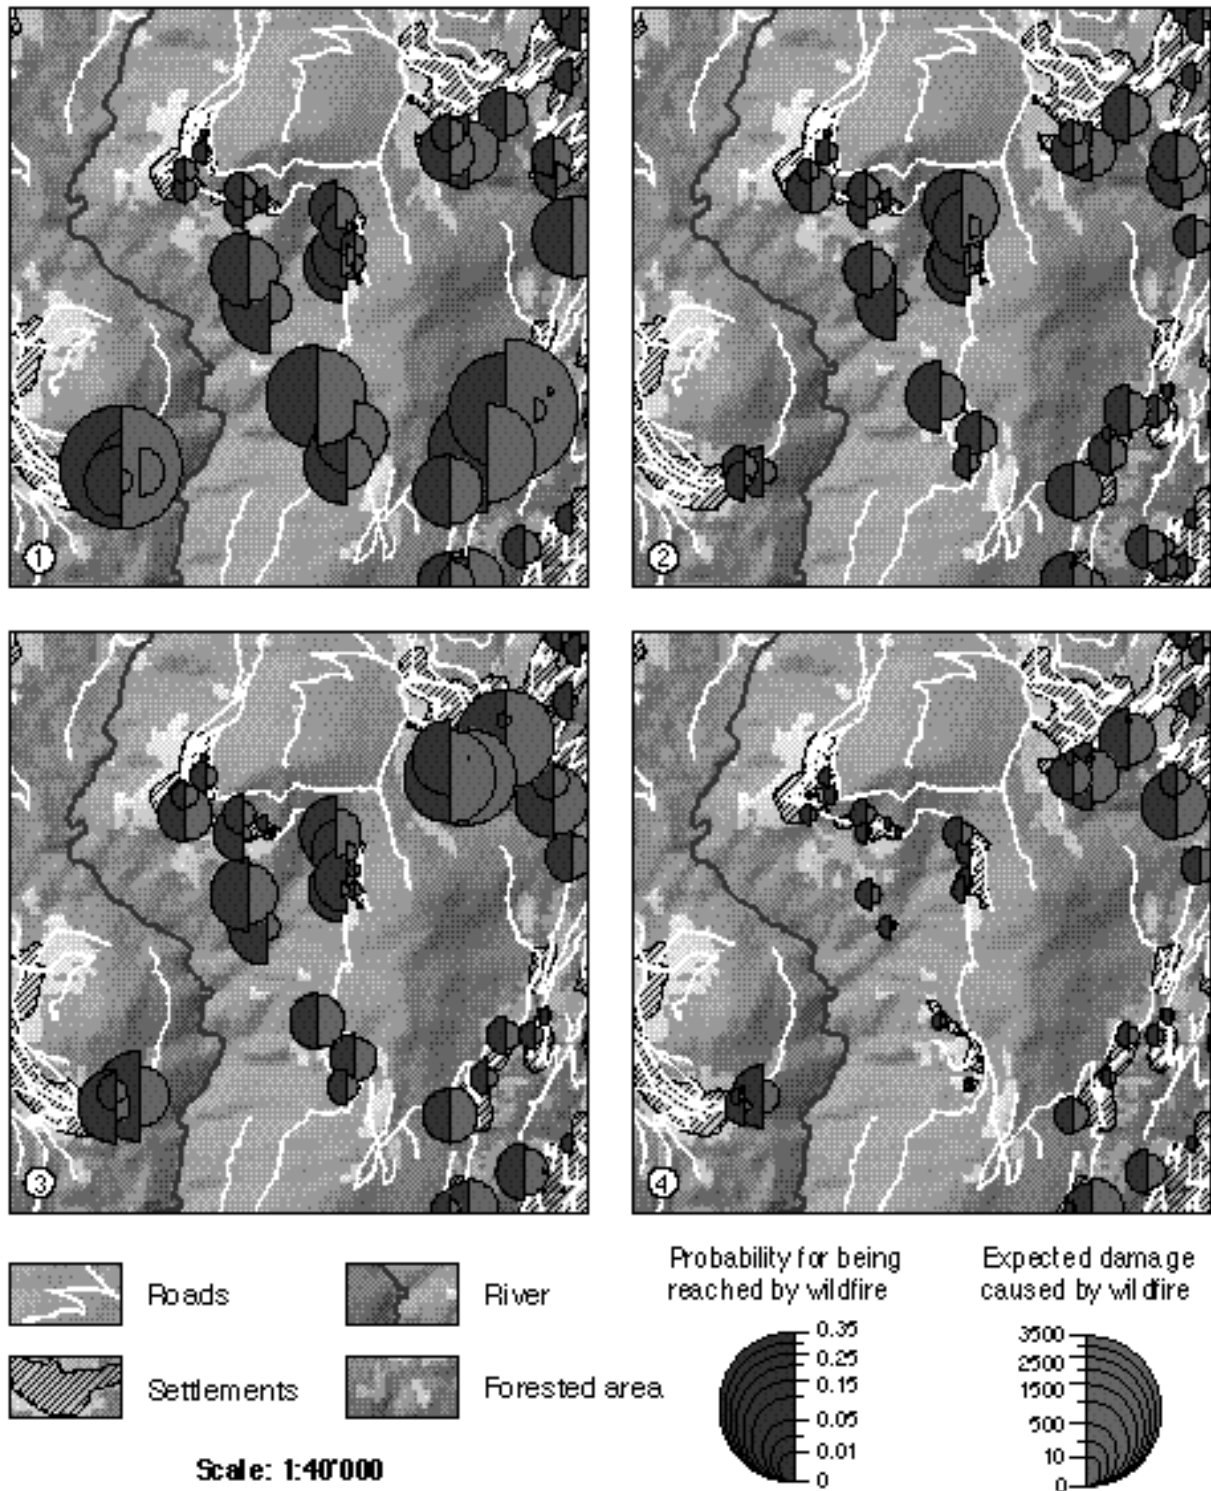 1
2
3
4
Roads
River
Settlements
Forested area
Scale: 1:40'000
Probability for being
reached by wildfire
0.35
0.25
0.15
0.05
0.01
0
Expected damage
caused by wildfire
3500
2500
1500
500
10
0